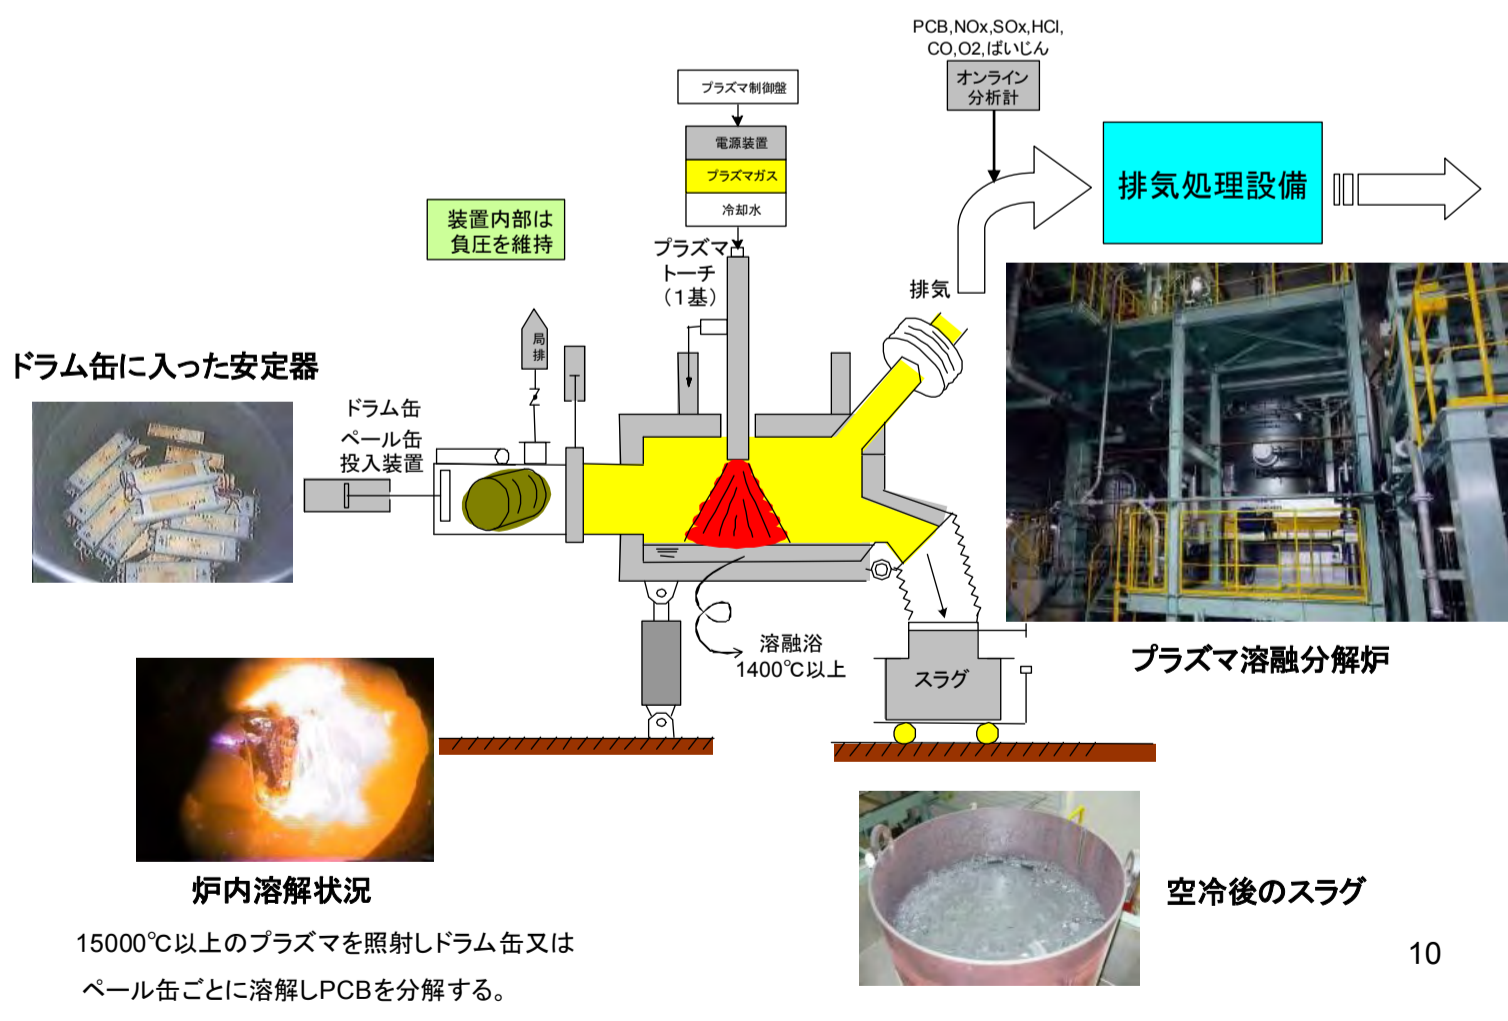 PCB,NOx,SOx,HCl,
CO,O2,ばいじん
オンライン
分析計
プラズマ制御盤
電源装置
プラズマガス
冷却水
排気処理設備
装置内部は
負圧を維持
プラズマ
トーチ
（１基）
排気
局
排
ドラム缶に入った安定器
ドラム缶
ペール缶
投入装置
溶融浴
1400℃以上
スラグ
プラズマ溶融分解炉
炉内溶解状況
15000℃以上のプラズマを照射しドラム缶又は
ペール缶ごとに溶解しPCBを分解する。
空冷後のスラグ
10